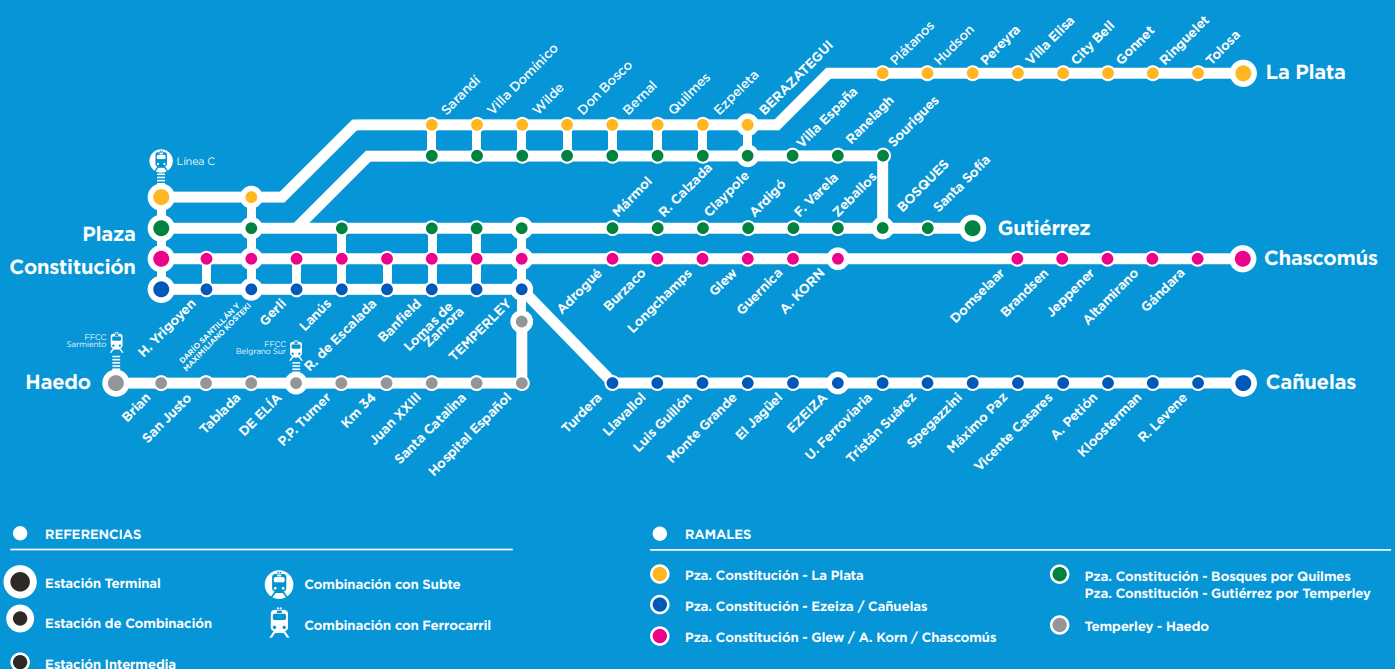 Plátanos
Hudson
Pereyra
Villa Elisa
City Bell
Gonnet
Ringuelet
Tolosa
La Plata
Sarandí
Villa Domínico
Wilde
Don Bosco
Bernal
Quilmes
Ezpeleta
BERAZATEGUI
Villa España
Ranelagh
Sourigues
Línea C
Mármol
R. Calzada
Claypole
Ardigó
F. Varela
Zeballos
BOSQUES
Santa Sofía
Gutiérrez
Plaza
Constitución
Chascomús
H. Yrigoyen
DARÍO SANTILLÁN Y
MAXIMILIANO KOSTEKI
Gerli
Lanús
R. de Escalada
Banfield
Lomas de
Zamora
TEMPERLEY
Adrogué
Burzaco
Longchamps
Glew
Guernica
A. KORN
Domselaar
Brandsen
Jeppener
Altamirano
Gándara
FFCC
Sarmiento
FFCC
Belgrano Sur
Haedo
Brian
San Justo
Tablada
DE ELÍA
P.P. Turner
Km 34
Juan XXIII
Santa Catalina
Hospital Español
Turdera
Llavallol
Luis Guillón
Monte Grande
El Jagüel
EZEIZA
U. Ferroviaria
Tristán Suárez
Spegazzini
Máximo Paz
Vicente Casares
A. Petión
Kloosterman
R. Levene
Cañuelas
REFERENCIAS
Estación Terminal
Estación de Combinación
Estación Intermedia
Combinación con Subte
Combinación con Ferrocarril
RAMALES
Pza. Constitución - La Plata
Pza. Constitución - Ezeiza / Cañuelas
Pza. Constitución - Glew / A. Korn / Chascomús
Pza. Constitución - Bosques por Quilmes
Pza. Constitución - Gutiérrez por Temperley
Temperley - Haedo